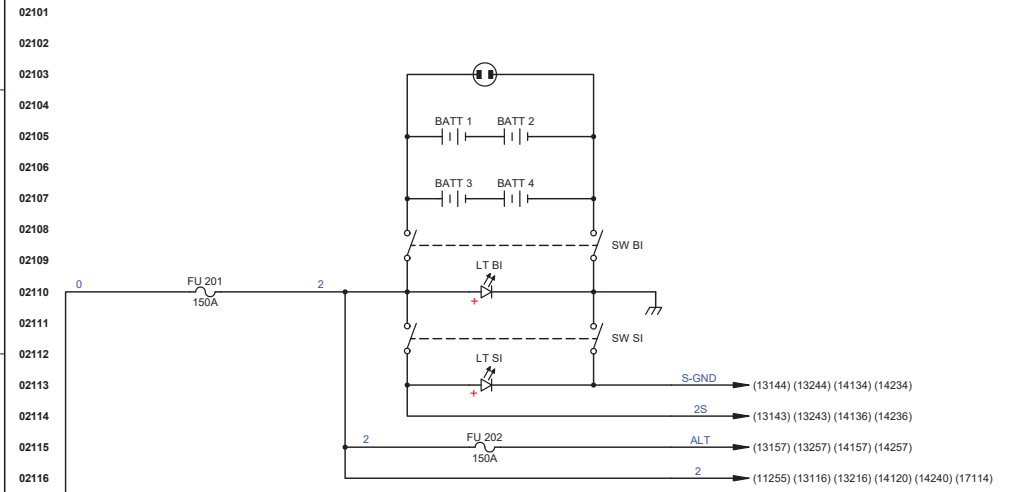 02101
02102
02103
02104
BATT 1 BATT 2
02105
02106
BATT 3 BATT 4
02107
02108
SW BI
02109
LT BI
0 FU 201 2
02110
150A
+
02111
SW SI
02112
LT SI
S-GND
02113 (13144) (13244) (14134) (14234)
+
2S
02114 (13143) (13243) (14136) (14236)
2 FU 202 ALT
02115 (13157) (13257) (14157) (14257)
150A
2
02116 (11255) (13116) (13216) (14120) (14240) (17114)